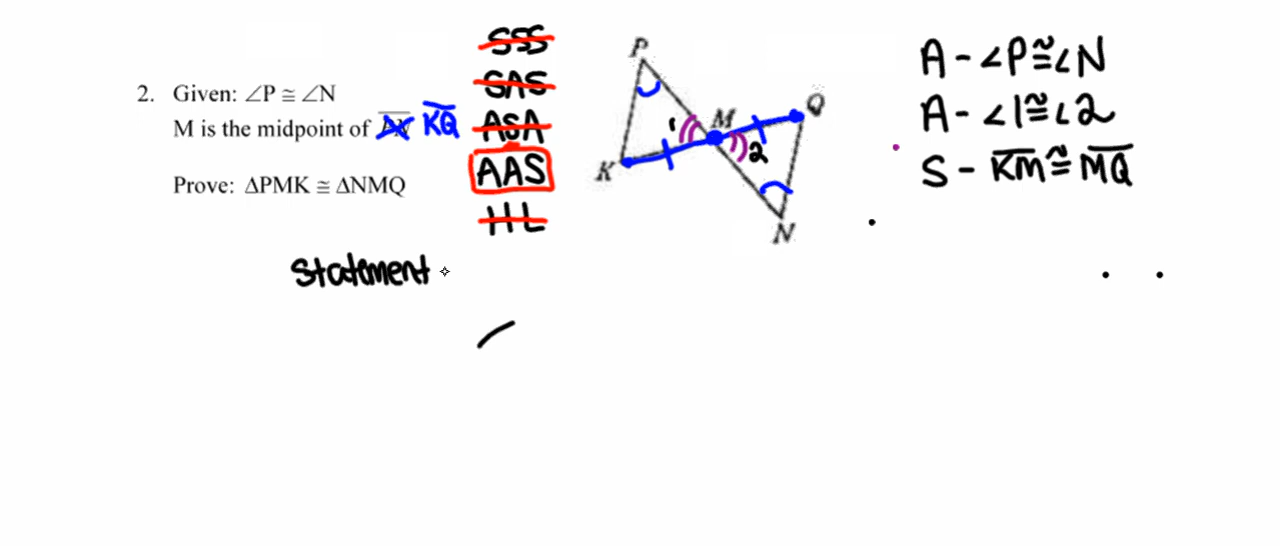 2. Given: ∠P ≅ ∠N
M is the midpoint of KQ
Prove: ΔPMK ≅ ΔNMQ
SSS
SAS
ASA
AAS
HL
P
M
Q
1
2
K
N
A - ∠P ≅ ∠N
A - ∠1 ≅ ∠2
S - KM ≅ MQ
Statement